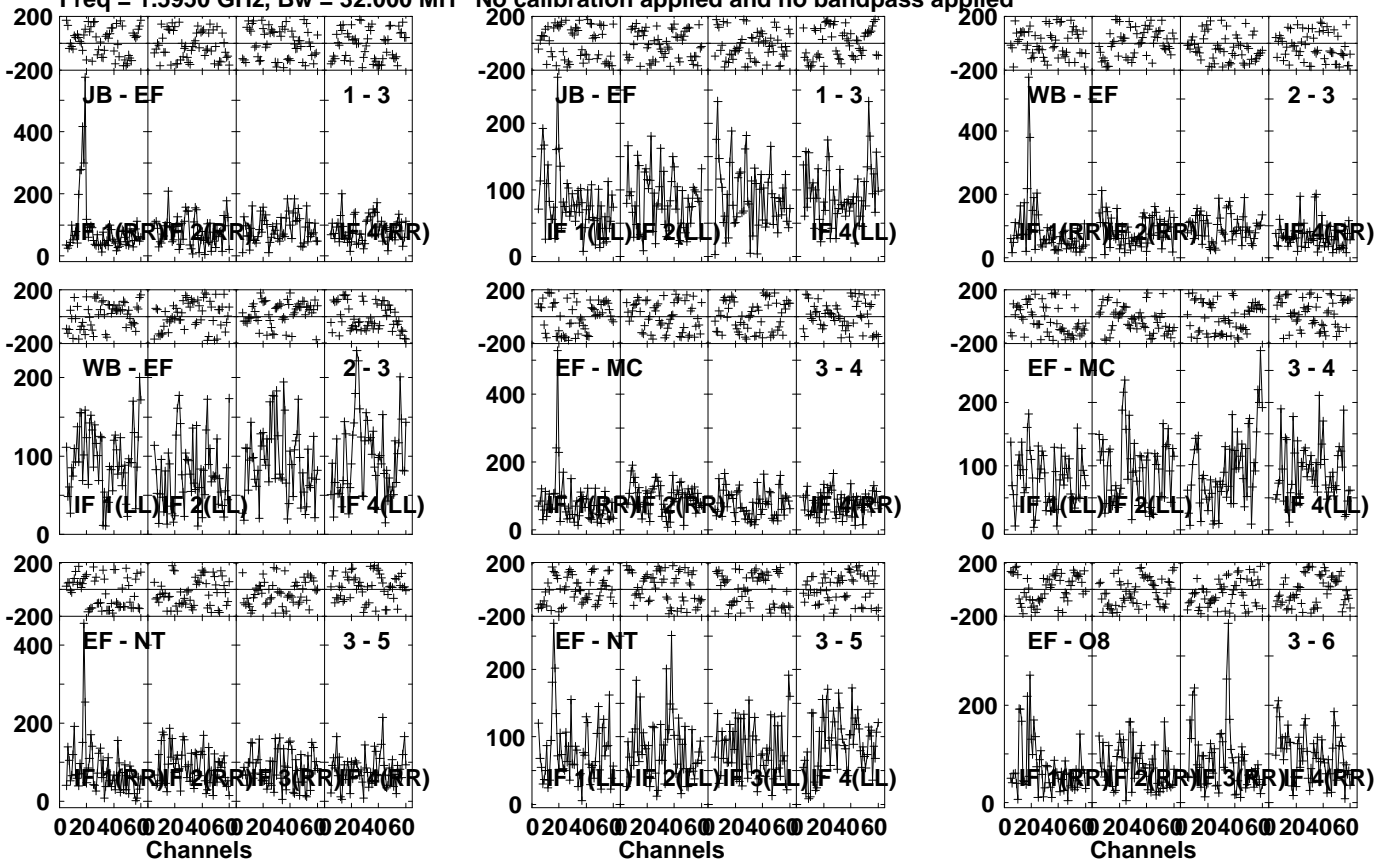 Freq = 1.5950 GHz, Bw = 32.000 MH No calibration applied and no bandpass applied
200
-200
JB - EF 1 - 3
400
200
0
IF 1(RR) IF 2(RR) IF 4(RR)
JB - EF 1 - 3
200
100
0
IF 1(LL) IF 2(LL) IF 4(LL)
200
-200
WB - EF 2 - 3
400
200
0
IF 1(RR) IF 2(RR) IF 4(RR)
200
-200
WB - EF 2 - 3
200
100
0
IF 1(LL) IF 2(LL) IF 4(LL)
200
-200
EF - MC 3 - 4
400
200
0
IF 1(RR) IF 2(RR) IF 4(RR)
200
-200
EF - MC 3 - 4
200
100
0
IF 1(LL) IF 2(LL) IF 4(LL)
200
-200
EF - NT 3 - 5
400
200
0
IF 1(RR) IF 2(RR) IF 3(RR) IF 4(RR)
0 20 40 60 0 20 40 60 0 20 40 60 0 20 40 60
Channels
200
-200
EF - NT 3 - 5
200
100
0
IF 1(LL) IF 2(LL) IF 3(LL) IF 4(LL)
0 20 40 60 0 20 40 60 0 20 40 60 0 20 40 60
Channels
200
-200
EF - O8 3 - 6
200
0
IF 1(RR) IF 2(RR) IF 3(RR) IF 4(RR)
0 20 40 60 0 20 40 60 0 20 40 60 0 20 40 60
Channels